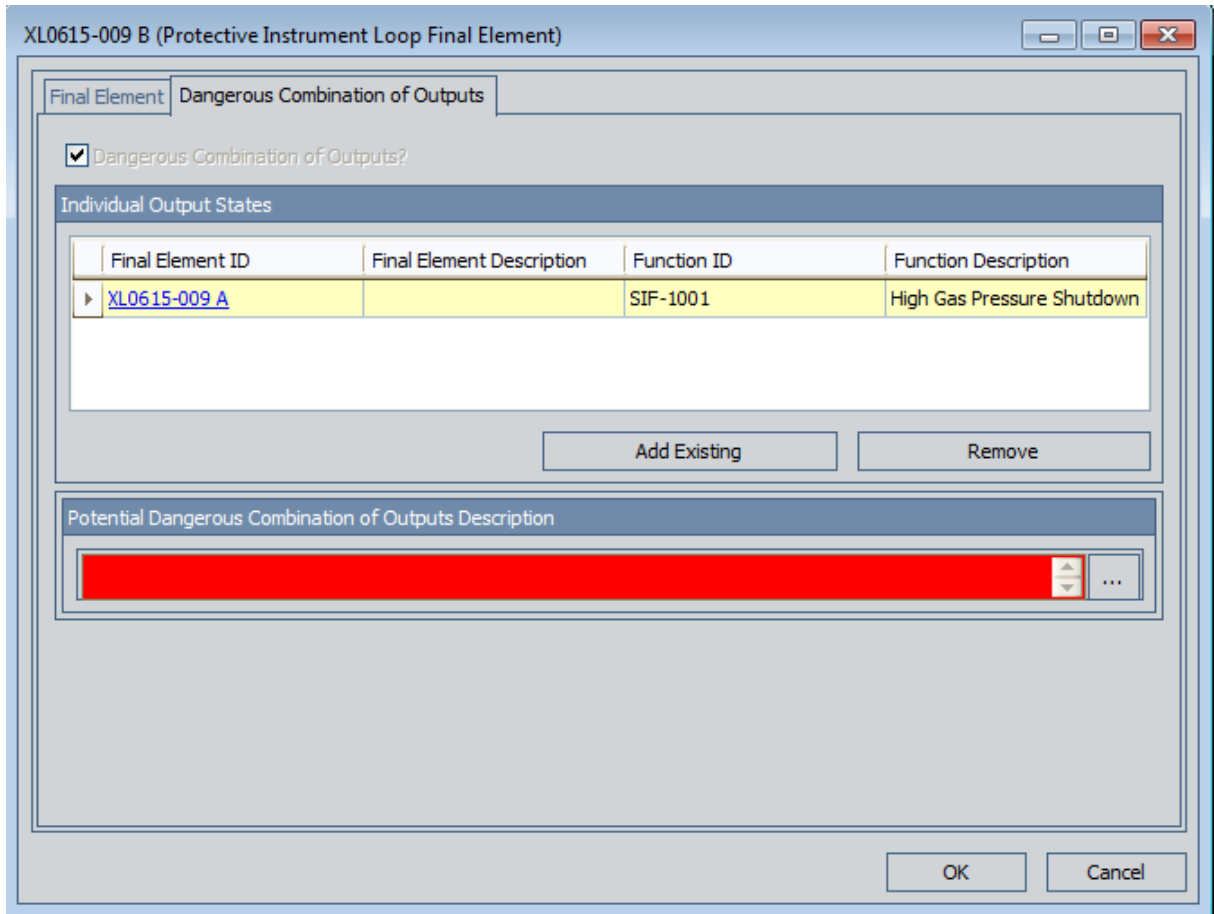 XL0615-009 B (Protective Instrument Loop Final Element)
Final Element Dangerous Combination of Outputs
Dangerous Combination of Outputs?
Individual Output States
Final Element ID Final Element Description Function ID Function Description
XL0615-009 A SIF-1001 High Gas Pressure Shutdown
Add Existing Remove
Potential Dangerous Combination of Outputs Description
...
OK Cancel